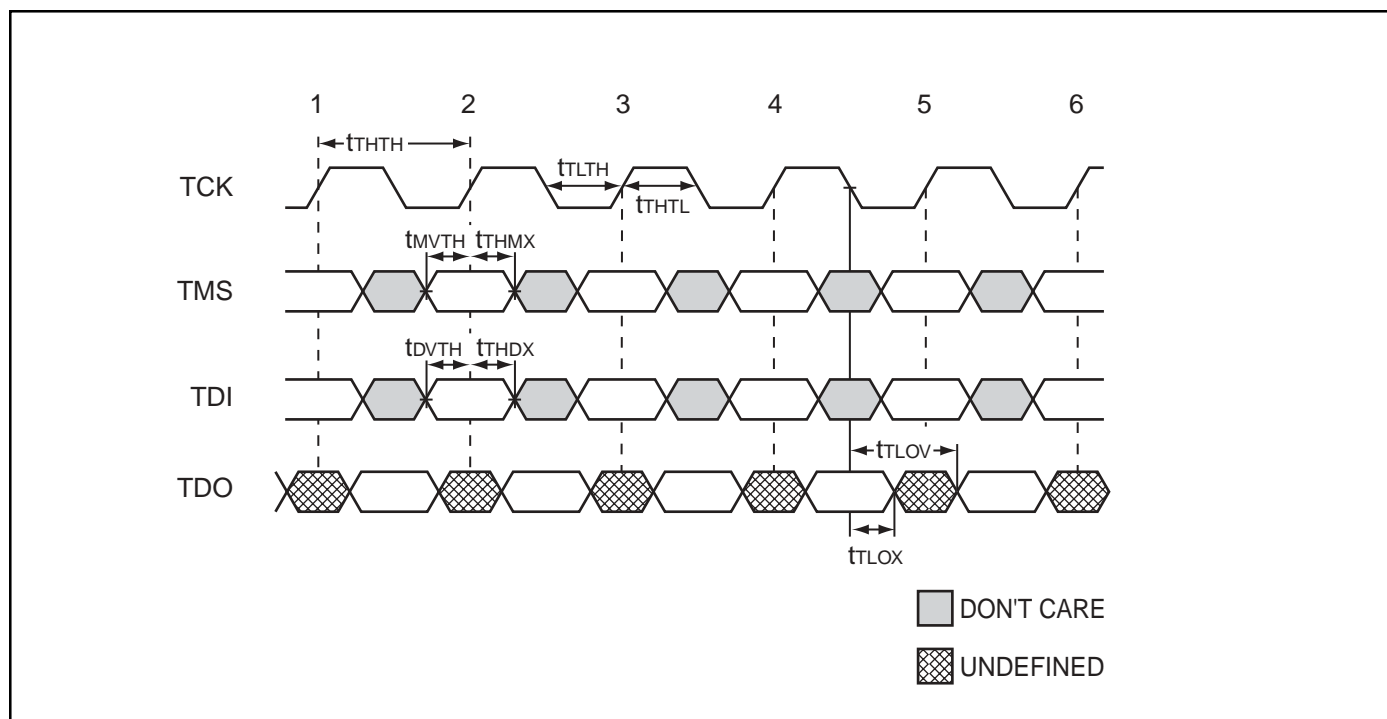 1 2 3 4 5 6
tTHTH
tTLTH
TCK
tTHTL
tMVTH tTHMX
TMS
tDVTH tTHDX
TDI
tTLOV
TDO
tTLOX
DON'T CARE
UNDEFINED